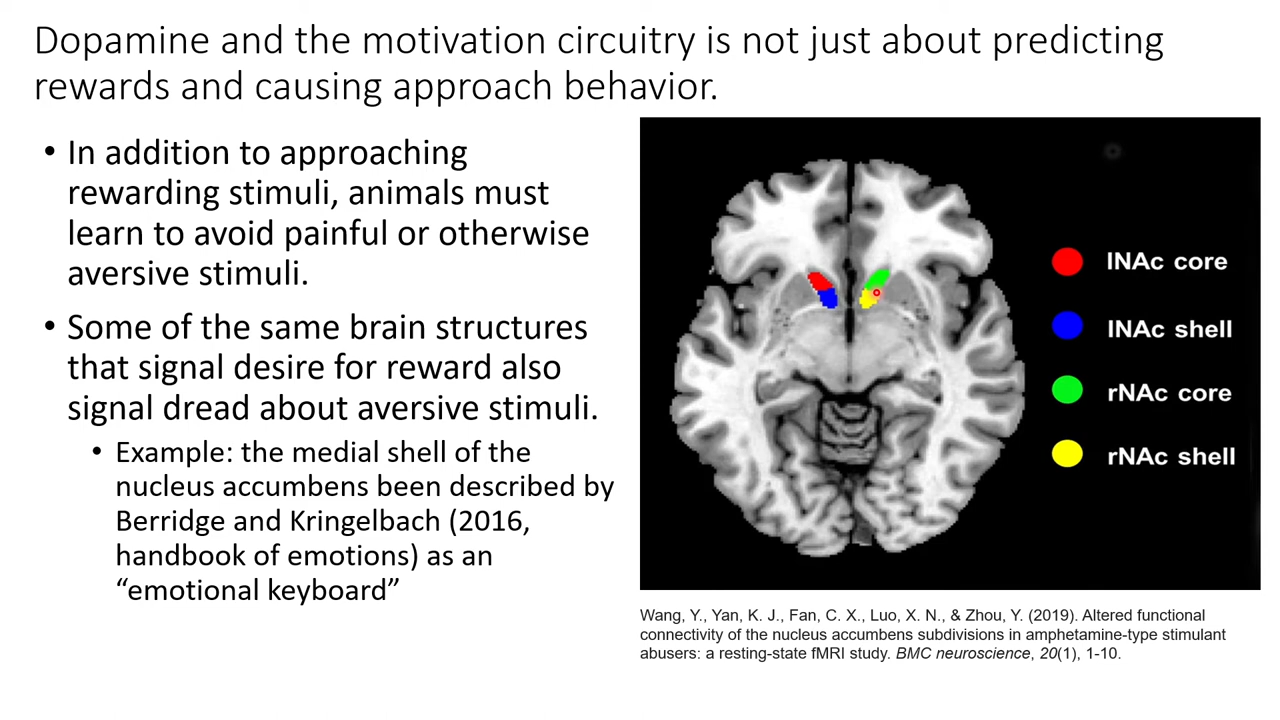 Dopamine and the motivation circuitry is not just about predicting
rewards and causing approach behavior.
• In addition to approaching
rewarding stimuli, animals must
learn to avoid painful or otherwise
aversive stimuli.
• Some of the same brain structures
that signal desire for reward also
signal dread about aversive stimuli.
• Example: the medial shell of the
nucleus accumbens been described by
Berridge and Kringelbach (2016,
handbook of emotions) as an
“emotional keyboard”
lNAc core
lNAc shell
rNAc core
rNAc shell
Wang, Y., Yan, K. J., Fan, C. X., Luo, X. N., & Zhou, Y. (2019). Altered functional
connectivity of the nucleus accumbens subdivisions in amphetamine-type stimulant
abusers: a resting-state fMRI study. BMC neuroscience, 20(1), 1-10.